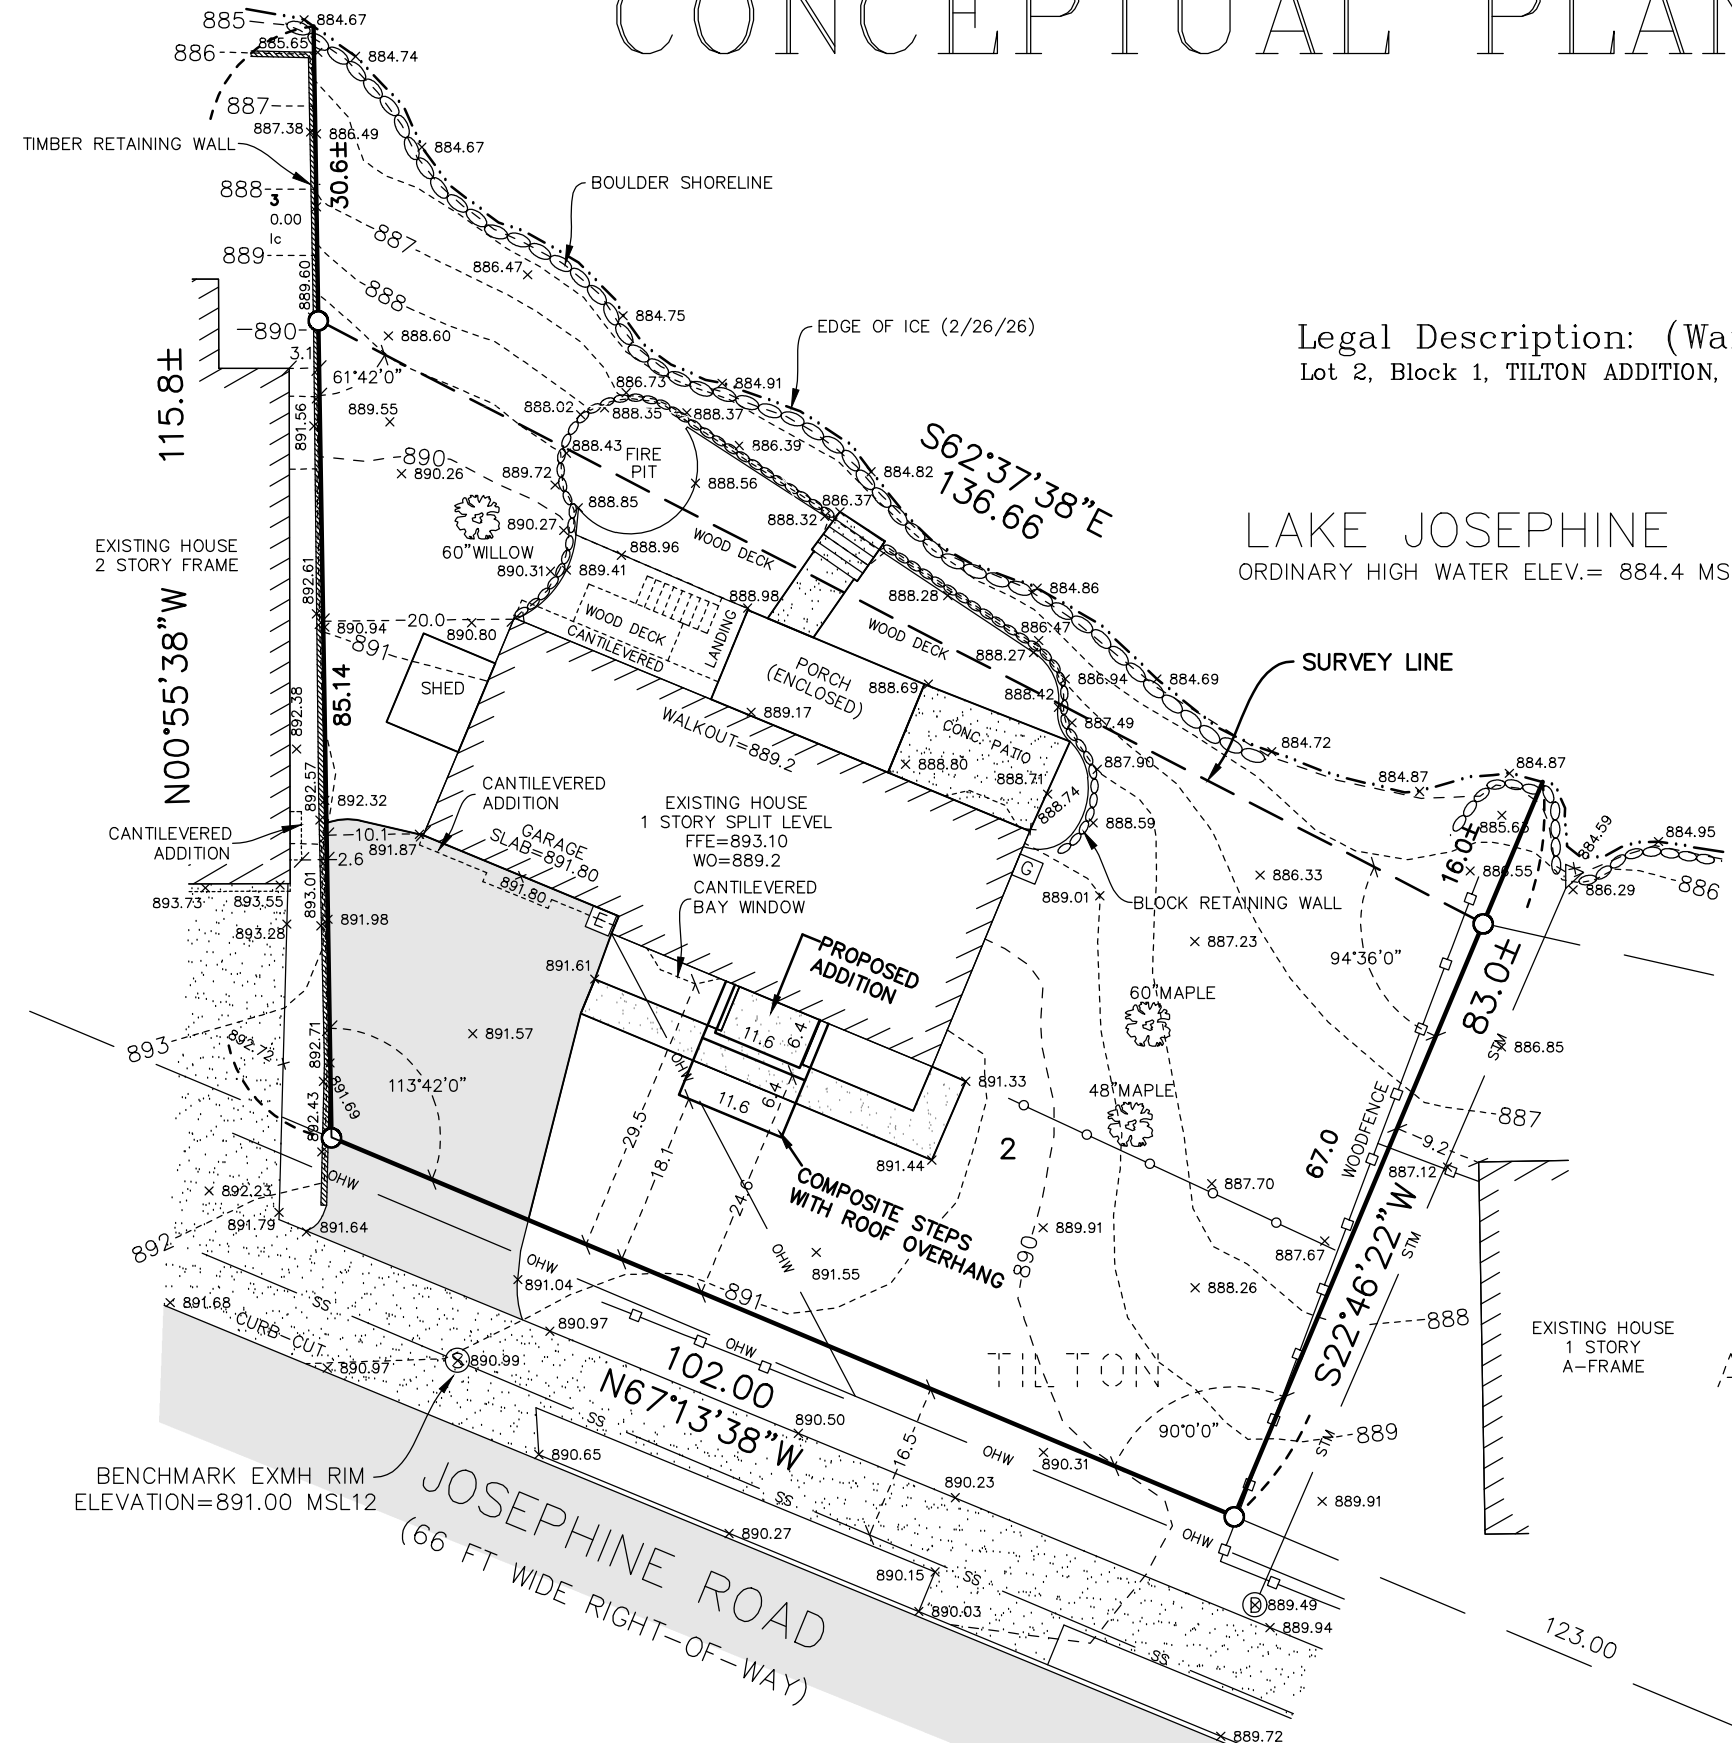 CONCEPTUAL PLAN
885
884.67
885.65
886
884.74
887
887.38
886.49
TIMBER RETAINING WALL
30.6±
884.67
888
3
0.00
lc
BOULDER SHORELINE
887
889
886.47
889.60
888
884.75
EDGE OF ICE (2/26/26)
890
888.60
3.1
61°42'0"
Legal Description:
Lot 2, Block 1, TILTON ADDITION,
115.8±
889.55
891.56
886.73
884.91
888.02
888.35
888.37
888.43
886.39
FIRE
PIT
S62°37'38"E
136.66
890
890.26
889.72
888.56
884.82
888.85
886.37
888.32
890.27
60"WILLOW
888.96
WOOD DECK
LAKE JOSEPHINE
ORDINARY HIGH WATER ELEV.= 884.4
EXISTING HOUSE
2 STORY FRAME
890.31
889.41
892.61
888.98
888.28
884.86
WOOD DECK
CANTILEVERED
LANDING
WOOD DECK
20.0
890.94
890.80
891
886.47
888.27
N00°55'38"W
85.14
SHED
PORCH
(ENCLOSED)
888.69
888.42
886.94
884.69
SURVEY LINE
892.38
889.17
WALKOUT=889.2
887.49
CONC. PATIO
888.80
888.71
888.74
887.90
884.72
884.87
884.87
892.57
892.32
CANTILEVERED
ADDITION
EXISTING HOUSE
1 STORY SPLIT LEVEL
FFE=893.10
WO=889.2
GARAGE
SLAB=891.80
888.59
CANTILEVERED
ADDITION
10.1
891.87
2.6
884.59
884.95
16.0±
886.55
886.33
886.29
886
891.80
893.73
893.55
893.01
891.98
893.28
E
G
CANTILEVERED
BAY WINDOW
889.01
BLOCK RETAINING WALL
887.23
94°36'0"
891.61
PROPOSED
ADDITION
60"MAPLE
83.0±
11.6
6.4
891.57
893
892.72
892.71
891.69
113°42'0"
OHW
STM
886.85
891.33
48"MAPLE
887
892.43
11.6
6.4
29.5
18.1
24.6
2
67.0
WOODFENCE
9.2
887.12
891.44
COMPOSITE STEPS
WITH ROOF OVERHANG
887.70
OHW
892.23
891.79
891.64
892
889.91
887.67
S22°46'22"W
STM
OHW
OHW
891.55
891.04
891
890
888.26
888
EXISTING HOUSE
1 STORY
A-FRAME
891.68
SS
CURB-CUT
890.97
890.97
S
890.99
OHW
102.00
N67°13'38"W
TILTON
90°0'0"
889
STM
890.50
SS
890.65
16.5
OHW
890.31
890.23
BENCHMARK EXMH RIM
ELEVATION=891.00 MSL12
JOSEPHINE ROAD
(66 FT WIDE RIGHT-OF-WAY)
SS
890.27
889.91
OHW
890.15
SS
890.03
889.49
889.94
SS
123.00
889.72